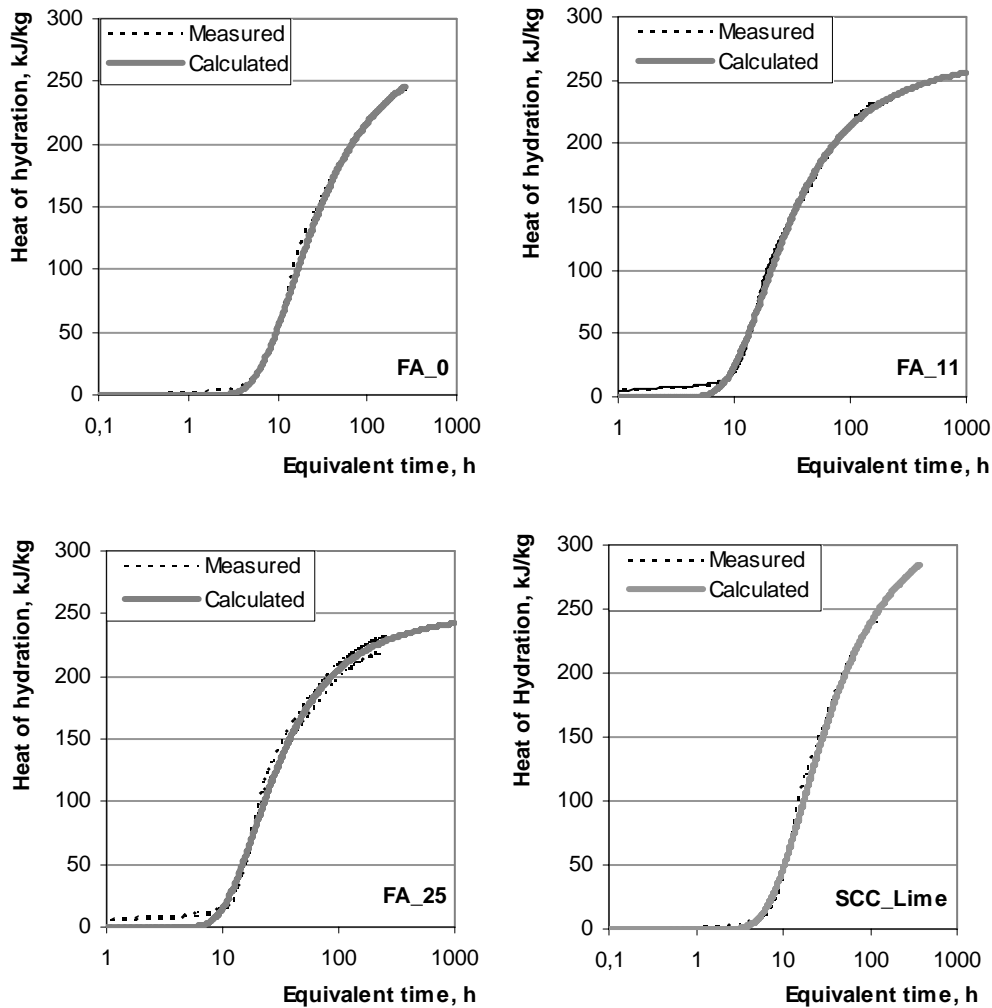 Heat of hydration, kJ/kg
300
250
200
150
100
50
0
Measured
Calculated
FA_0
0,1
1
10
100
1000
Equivalent time, h
Heat of hydration, kJ/kg
300
250
200
150
100
50
0
Measured
Calculated
FA_11
1
10
100
1000
Equivalent time, h
Heat of hydration, kJ/kg
300
250
200
150
100
50
0
Measured
Calculated
FA_25
1
10
100
1000
Equivalent time, h
Heat of Hydration, kJ/kg
300
250
200
150
100
50
0
Measured
Calculated
SCC_Lime
0,1
1
10
100
1000
Equivalent time, h